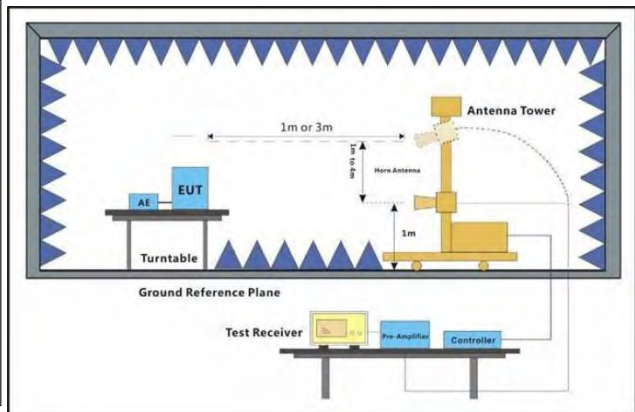 1m or 3m
Antenna Tower
1m to 4m
Horn Antenna
EUT
AE
1m
Turntable
Ground Reference Plane
Test Receiver
Pre-Amplifier
Controller